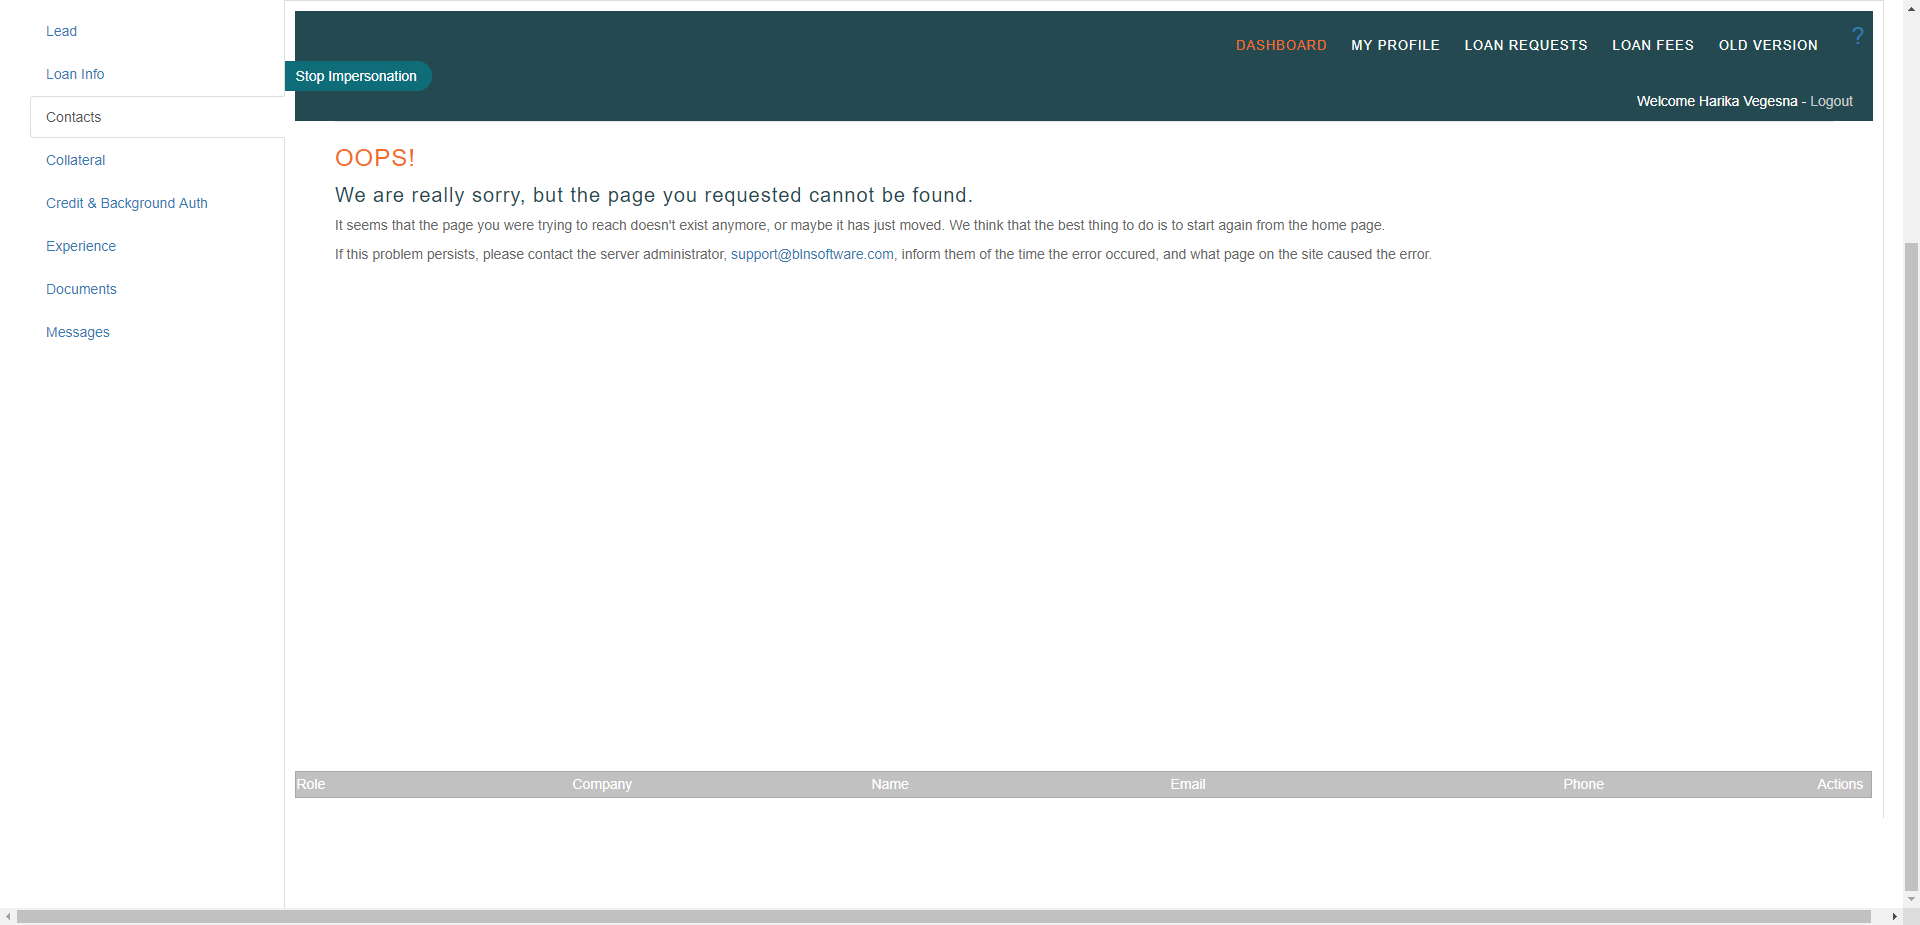 Lead
Loan Info
Contacts
Collateral
Credit & Background Auth
Experience
Documents
Messages
Stop Impersonation
DASHBOARD MY PROFILE LOAN REQUESTS LOAN FEES OLD VERSION ?
Welcome Harika Vegesna - Logout
OOPS!
We are really sorry, but the page you requested cannot be found.
It seems that the page you were trying to reach doesn't exist anymore, or maybe it has just moved. We think that the best thing to do is to start again from the home page.
If this problem persists, please contact the server administrator, support@blnsoftware.com, inform them of the time the error occured, and what page on the site caused the error.
Role Company Name Email Phone Actions